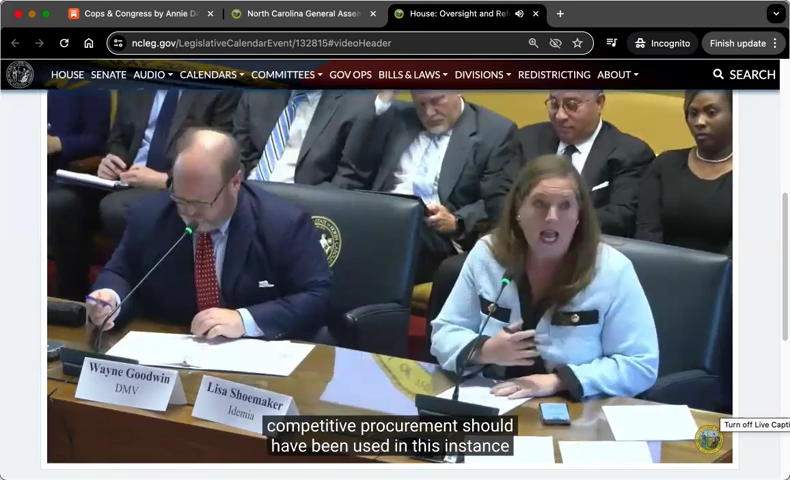 Cops & Congress by Annie D
North Carolina General Asse
House: Oversight and Re
ncleg.gov/LegislativeCalendarEvent/132815#videoHeader
Incognito
Finish update
HOUSE SENATE AUDIO CALENDARS COMMITTEES GOV OPS BILLS & LAWS DIVISIONS REDISTRICTING ABOUT SEARCH
Wayne Goodwin
DMV
Lisa Shoemaker
Idemia
competitive procurement should
have been used in this instance
Turn off Live Capti